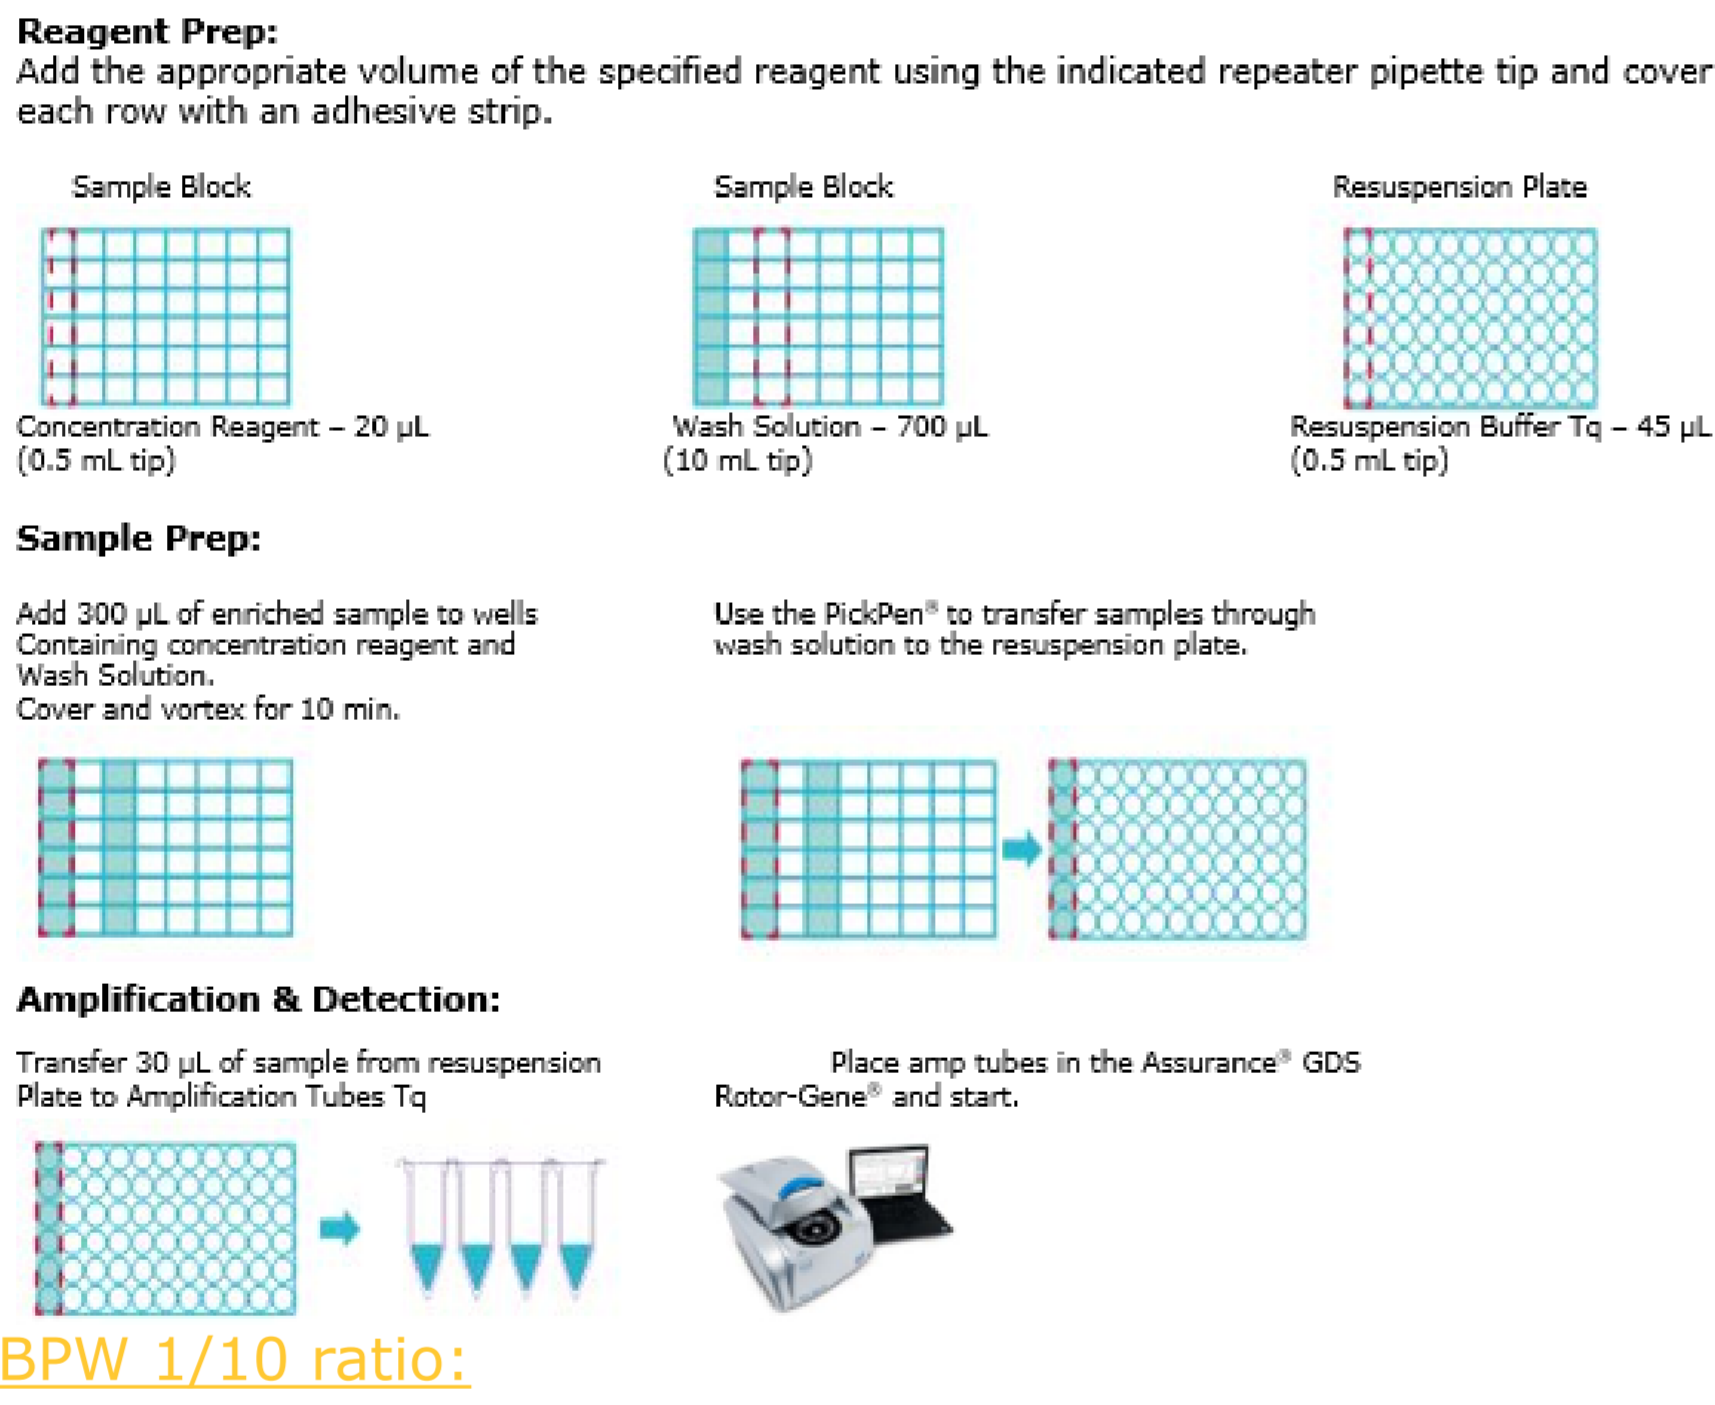 Reagent Prep:
Add the appropriate volume of the specified reagent using the indicated repeater pipette tip and cover
each row with an adhesive strip.
Sample Block
Sample Block
Resuspension Plate
Concentration Reagent – 20 µL
(0.5 mL tip)
Wash Solution – 700 µL
(10 mL tip)
Resuspension Buffer Tq – 45 µL
(0.5 mL tip)
Sample Prep:
Add 300 µL of enriched sample to wells
Containing concentration reagent and
Wash Solution.
Cover and vortex for 10 min.
Use the PickPen® to transfer samples through
wash solution to the resuspension plate.
Amplification & Detection:
Transfer 30 µL of sample from resuspension
Plate to Amplification Tubes Tq
Place amp tubes in the Assurance® GDS
Rotor-Gene® and start.
BPW 1/10 ratio: